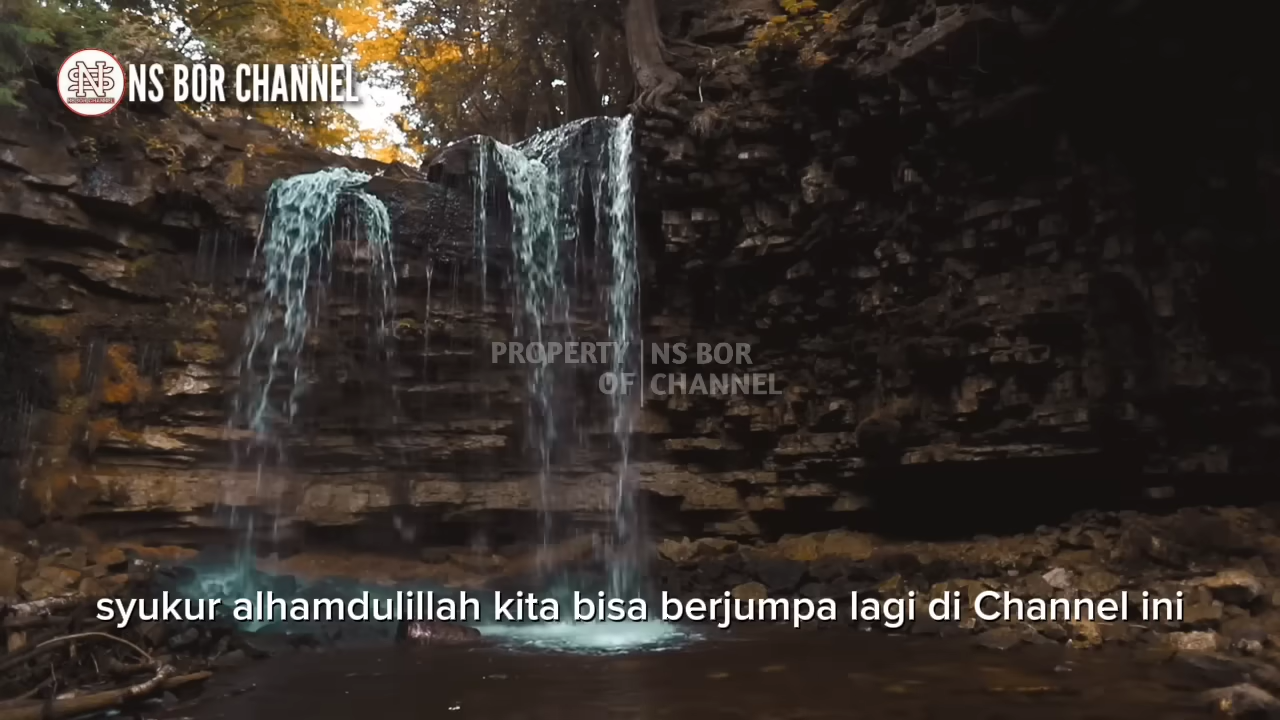 NS BOR CHANNEL
PROPERTY OF | NS BOR CHANNEL
syukur alhamdulillah kita bisa berjumpa lagi di Channel ini